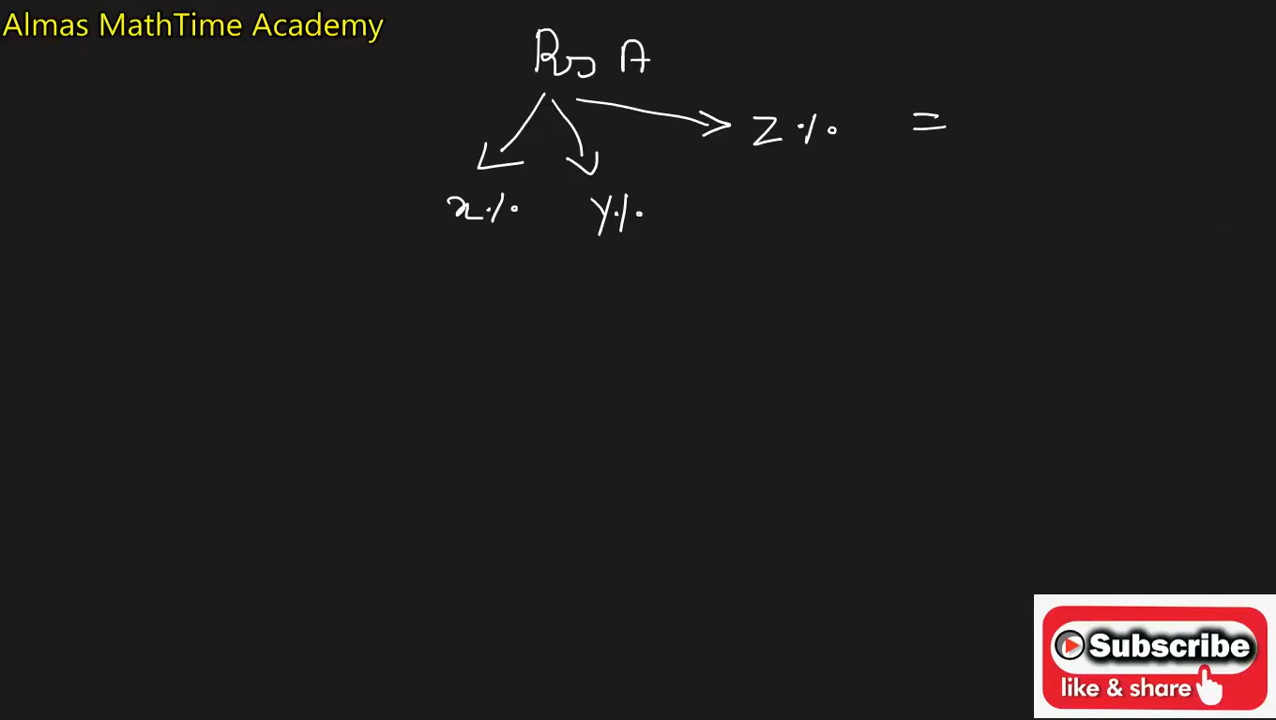 Almas MathTime Academy
Rs A
z % =
x % y %
Subscribe
like & share